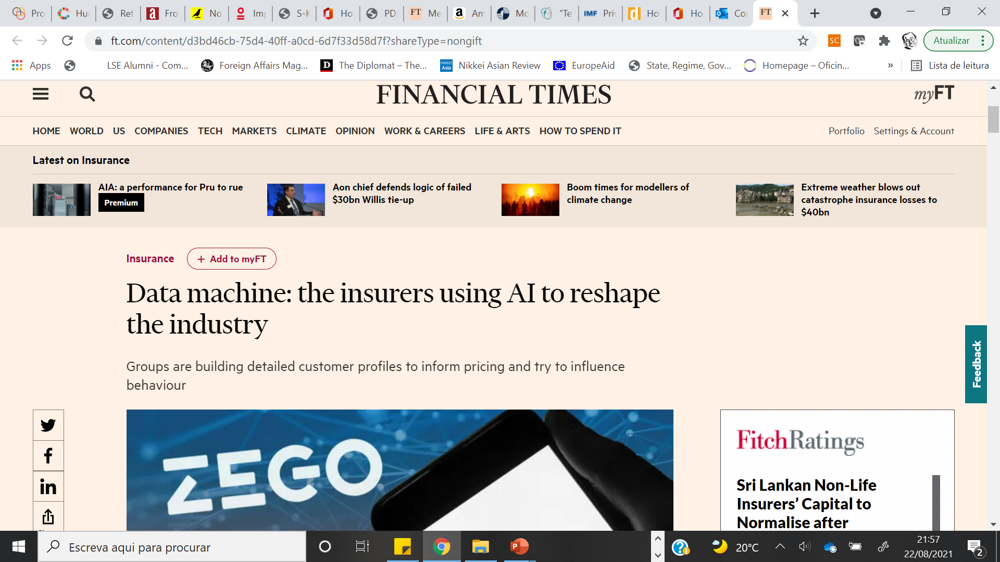 Pro
Hur
Ret
Fro
No
Imp
S-K
Ho
PD
FT Me
Am
Mo
“Te
IMF Priv
Ho
Ho
Co
FT
ft.com/content/d3bd46cb-75d4-40ff-a0cd-6d7f33d58d7f?shareType=nongift
SC
Atualizar
Apps
LSE Alumni - Com...
Foreign Affairs Mag...
D The Diplomat – The...
NIKKEI Asia Nikkei Asian Review
EuropeAid
State, Regime, Gov...
Homepage – Oficin...
»
Lista de leitura
FINANCIAL TIMES
myFT
HOME WORLD US COMPANIES TECH MARKETS CLIMATE OPINION WORK & CAREERS LIFE & ARTS HOW TO SPEND IT
Portfolio Settings & Account
Latest on Insurance
AIA: a performance for Pru to rue
Premium
Aon chief defends logic of failed
$30bn Willis tie-up
Boom times for modellers of
climate change
Extreme weather blows out
catastrophe insurance losses to
$40bn
Insurance
+ Add to myFT
Data machine: the insurers using AI to reshape
the industry
Groups are building detailed customer profiles to inform pricing and try to influence
behaviour
Feedback
ZEGO
FitchRatings
Sri Lankan Non-Life
Insurers’ Capital to
Normalise after
Escreva aqui para procurar
20°C
21:57
22/08/2021
2